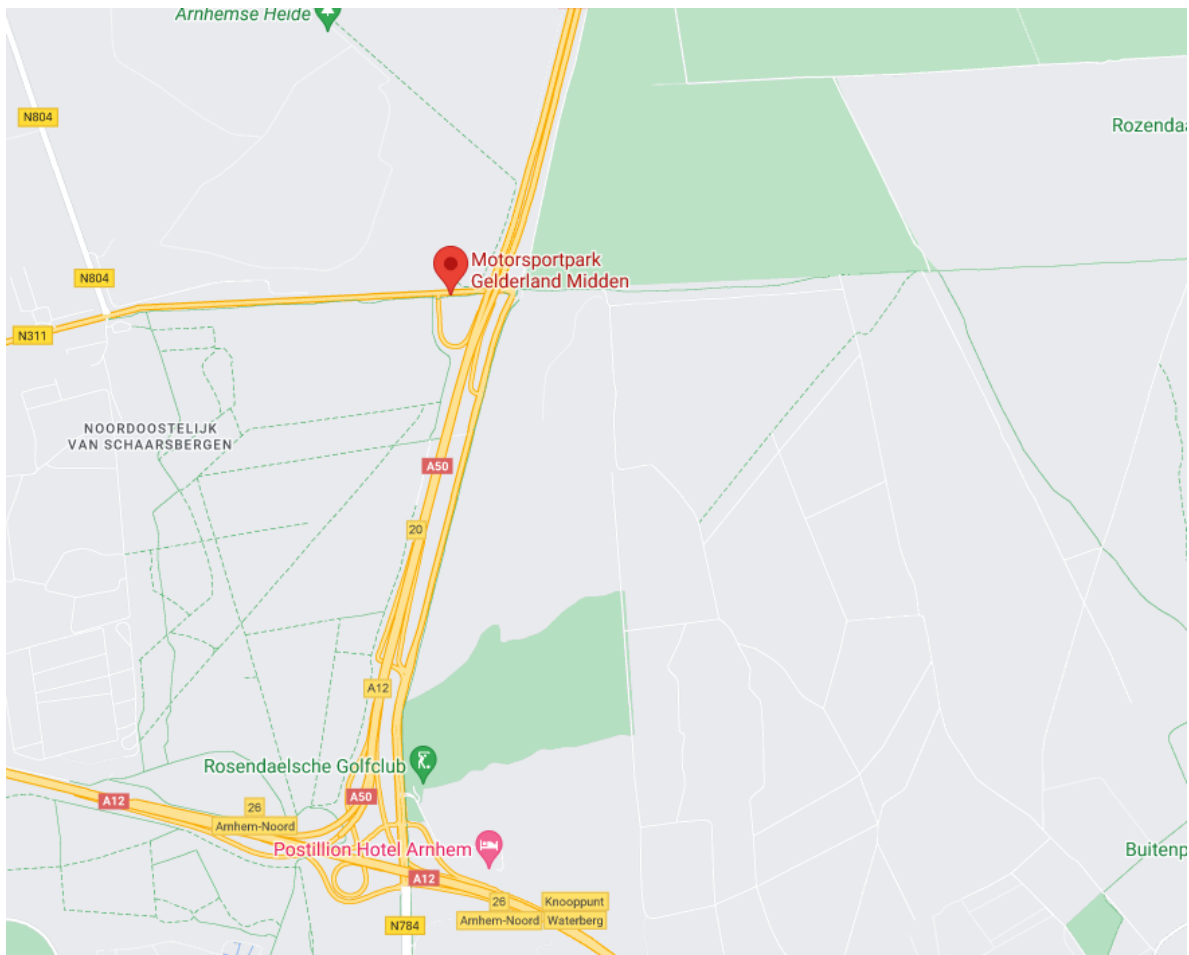 Arnhemse Heide
N804
Rozendaa
Motorsportpark
Gelderland Midden
N804
N311
NOORDOOSTELIJK
VAN SCHAARSBERGEN
A50
20
A12
Rosendaelsche Golfclub
A50
A12
26
Arnhem-Noord
Postillion Hotel Arnhem
Buitenp
A12
26
Arnhem-Noord
Knooppunt
Waterberg
N784